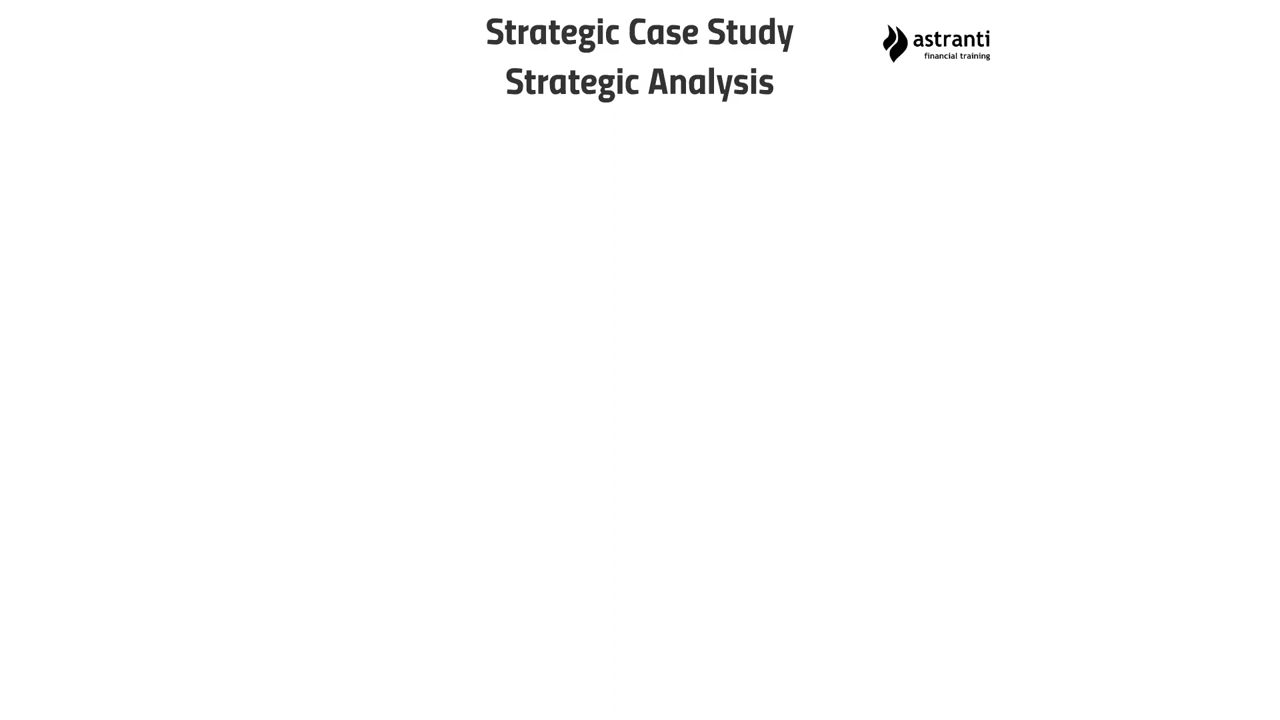 Strategic Case Study
Strategic Analysis
astranti
financial training